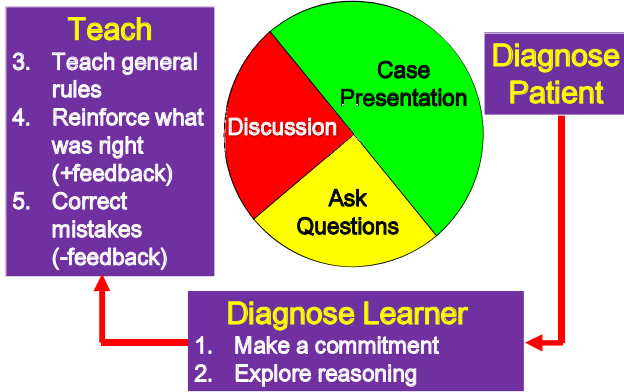 Teach
3. Teach general
rules
4. Reinforce what
was right
(+feedback)
5. Correct
mistakes
(-feedback)
Case
Presentation
Discussion
Ask
Questions
Diagnose
Patient
Diagnose Learner
1. Make a commitment
2. Explore reasoning